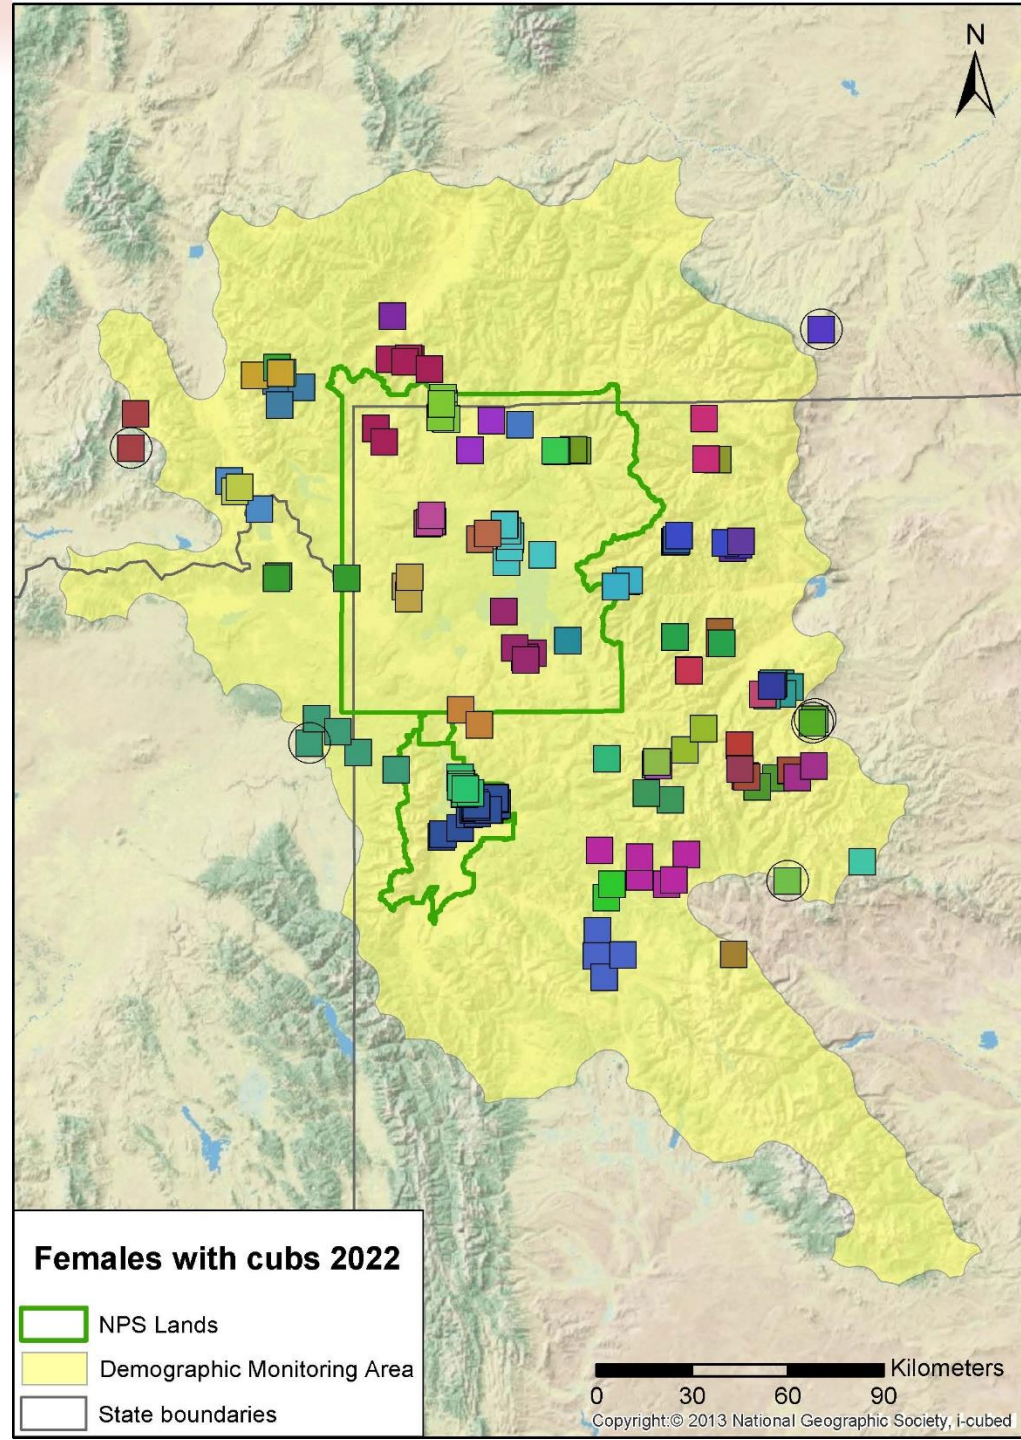 N
Females with cubs 2022
NPS Lands
Demographic Monitoring Area
State boundaries
Kilometers
0 30 60 90
Copyright:© 2013 National Geographic Society, i-cubed